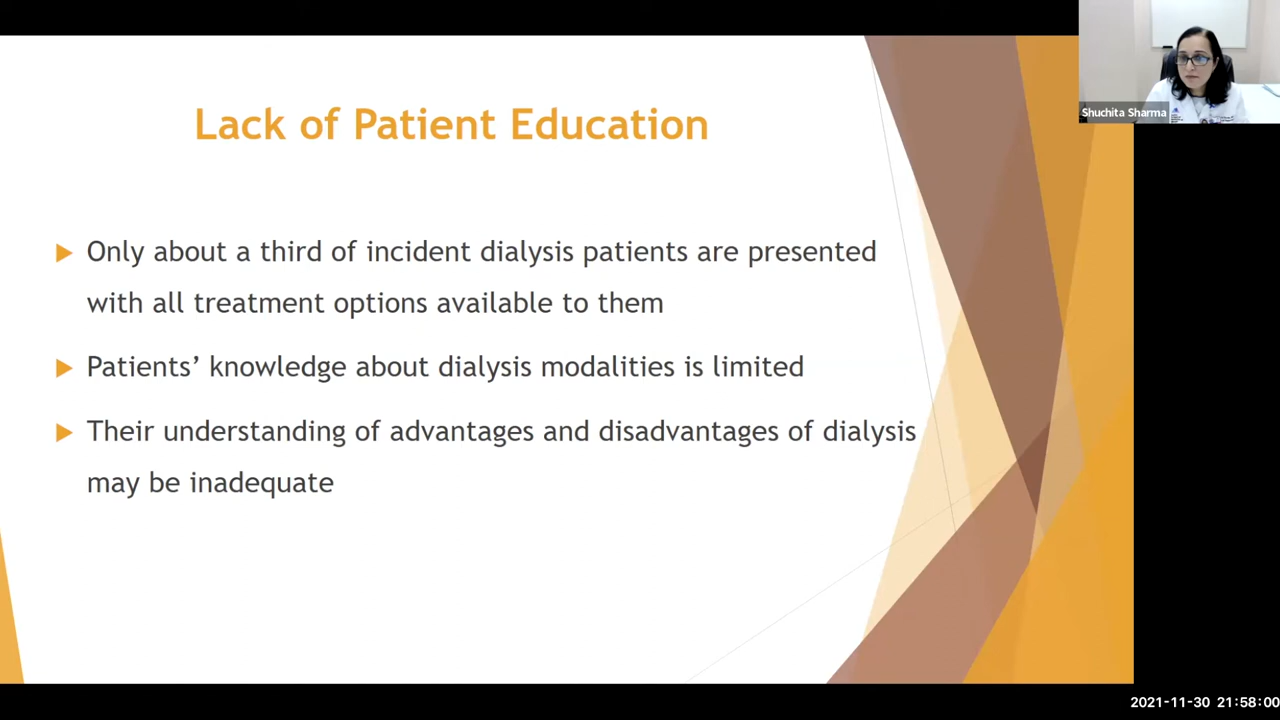 Lack of Patient Education
Only about a third of incident dialysis patients are presented
with all treatment options available to them
Patients’ knowledge about dialysis modalities is limited
Their understanding of advantages and disadvantages of dialysis
may be inadequate
Shuchita Sharma
2021-11-30 21:58:00